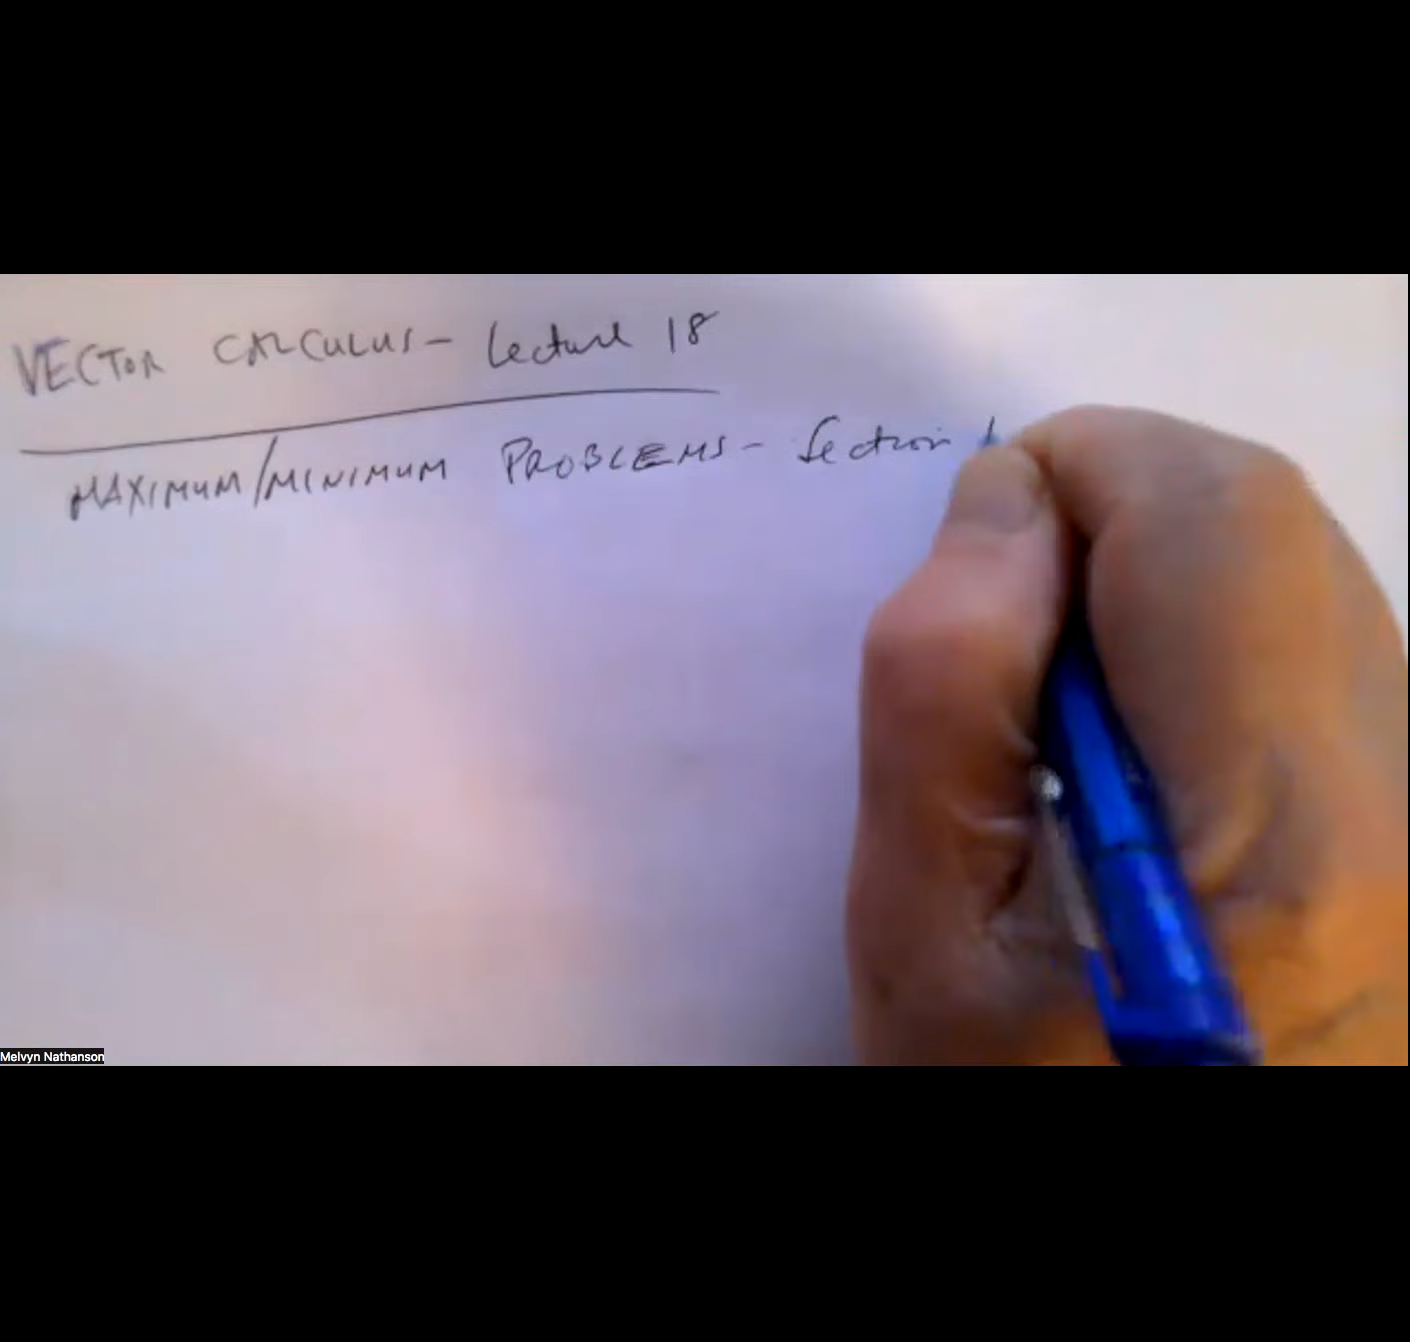 VECTOR CALCULUS - Lecture 18
MAXIMUM/MINIMUM PROBLEMS - Section
Melvyn Nathanson